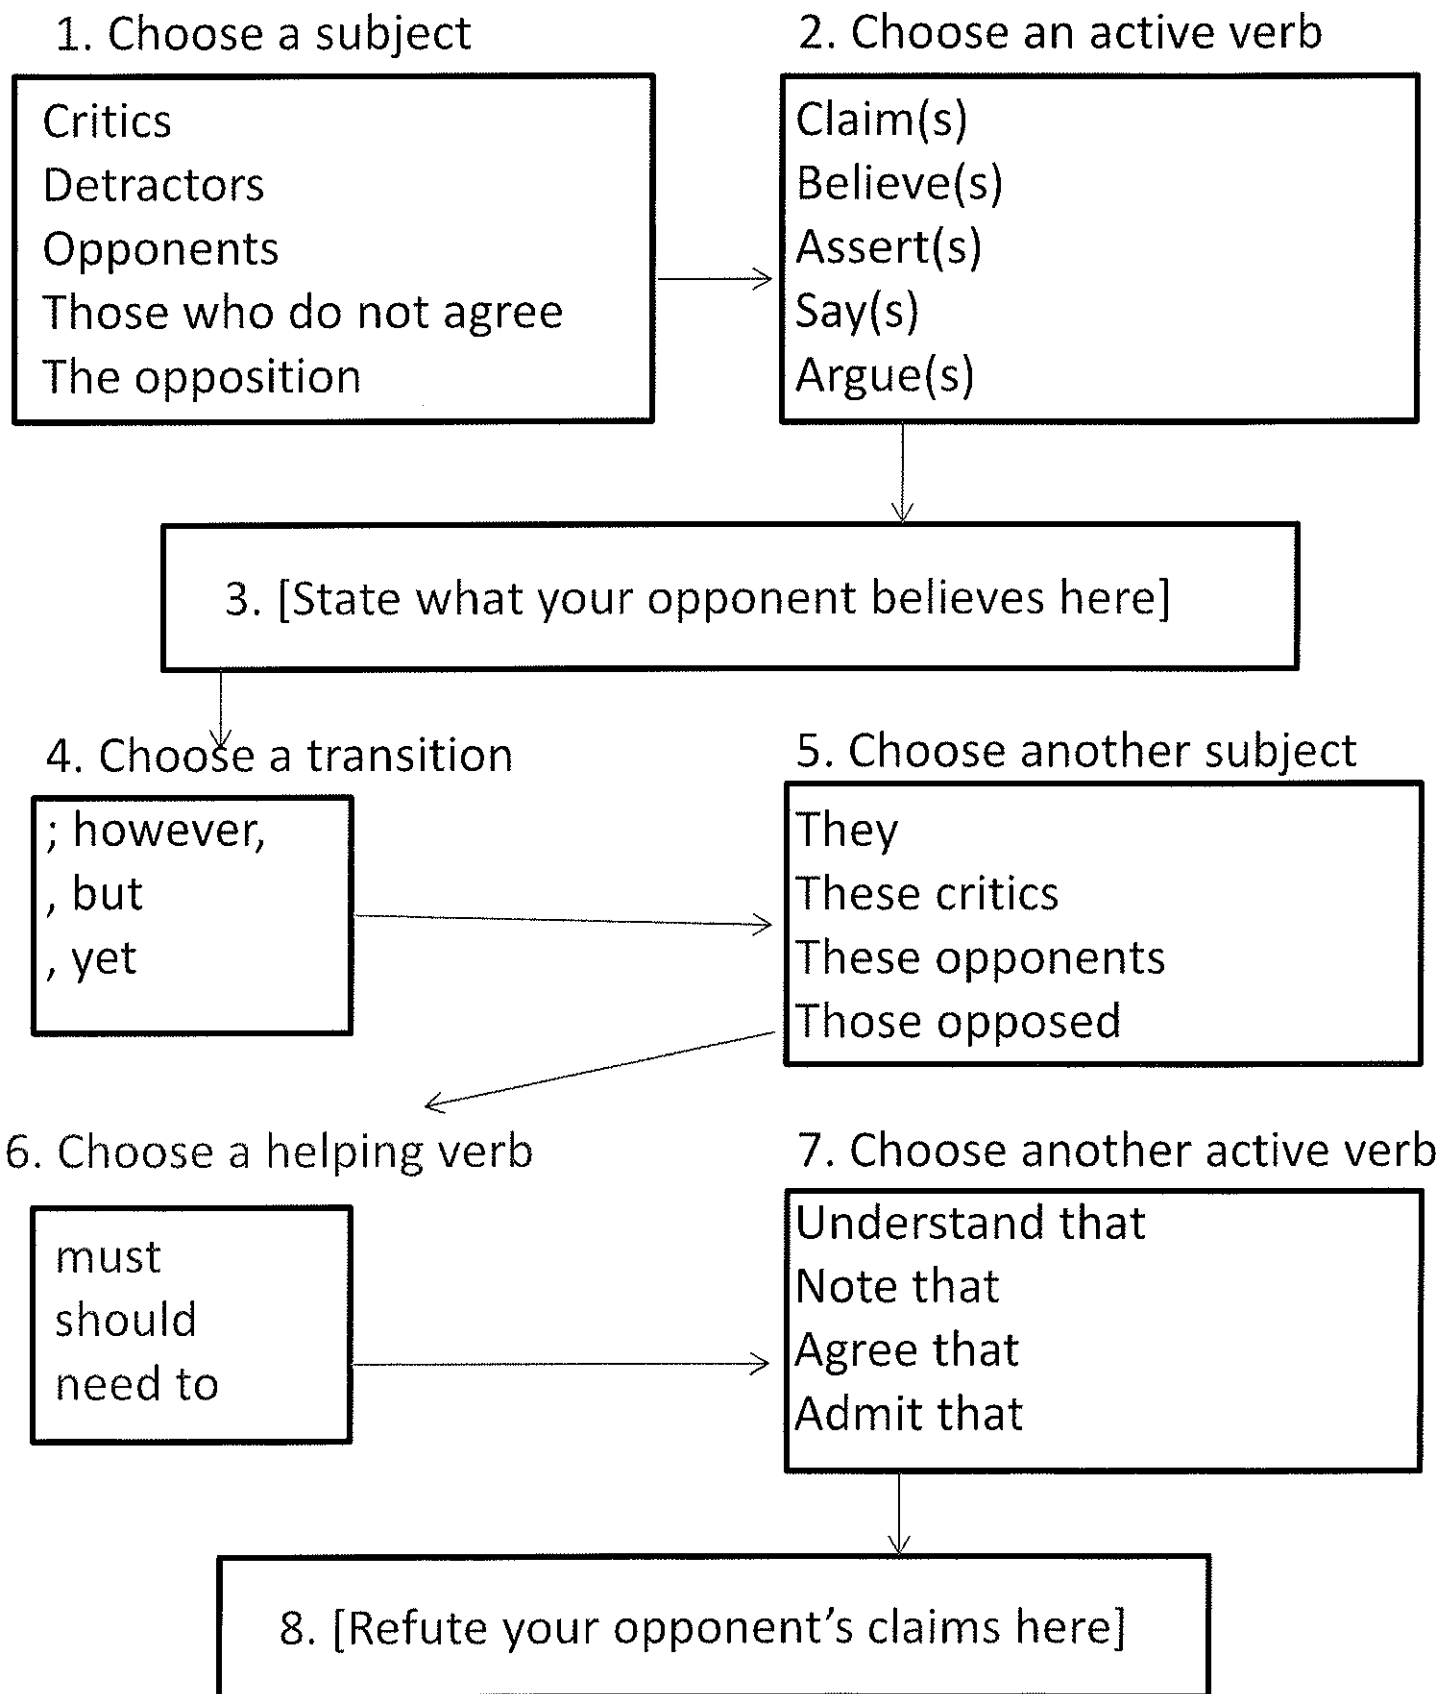 1. Choose a subject
Critics
Detractors
Opponents
Those who do not agree
The opposition
2. Choose an active verb
Claim(s)
Believe(s)
Assert(s)
Say(s)
Argue(s)
3. [State what your opponent believes here]
4. Choose a transition
; however,
, but
, yet
5. Choose another subject
They
These critics
These opponents
Those opposed
6. Choose a helping verb
must
should
need to
7. Choose another active verb
Understand that
Note that
Agree that
Admit that
8. [Refute your opponent’s claims here]